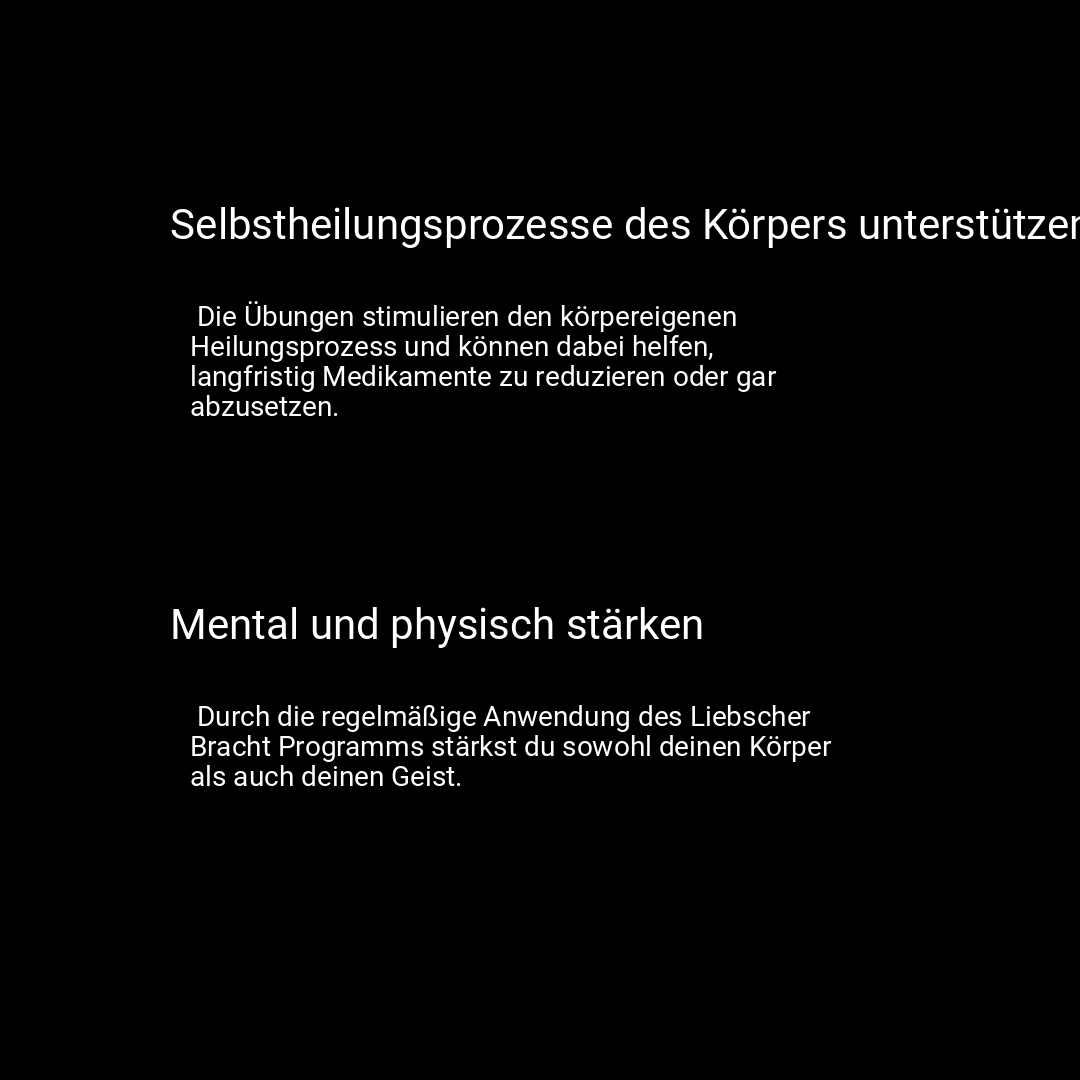 Selbstheilungsprozesse des Körpers unterstützen
Die Übungen stimulieren den körpereigenen
Heilungsprozess und können dabei helfen,
langfristig Medikamente zu reduzieren oder gar
abzusetzen.
Mental und physisch stärken
Durch die regelmäßige Anwendung des Liebscher
Bracht Programms stärkst du sowohl deinen Körper
als auch deinen Geist.